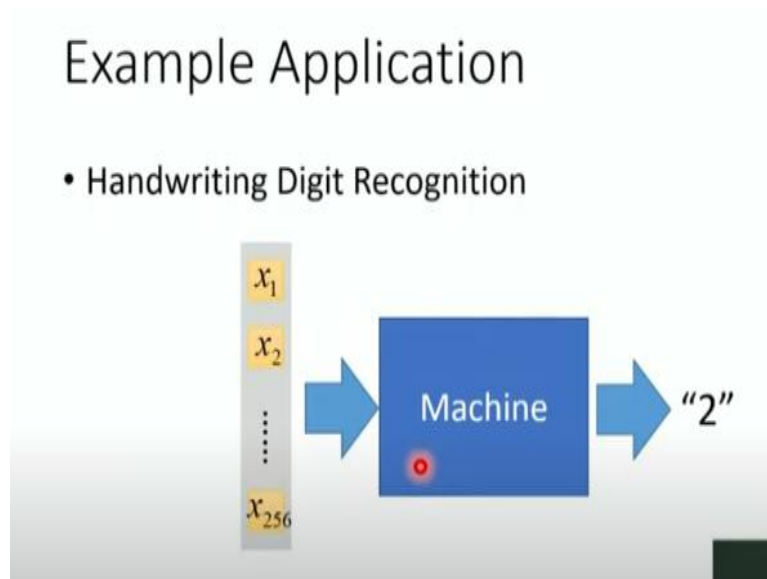 Example Application
• Handwriting Digit Recognition
x₁
x₂
......
x₂₅₆
Machine
“2”